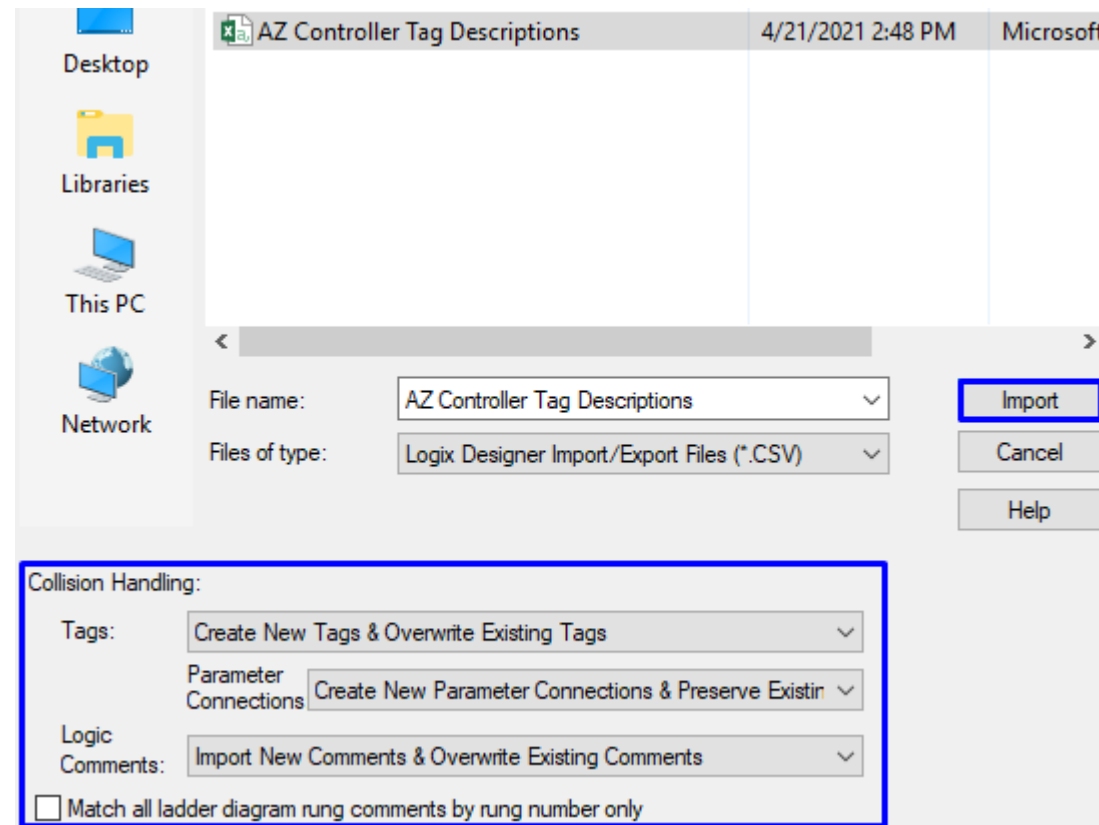 AZ Controller Tag Descriptions 4/21/2021 2:48 PM Microsoft
Desktop
Libraries
This PC
Network
File name: AZ Controller Tag Descriptions Import
Files of type: Logix Designer Import/Export Files (*.CSV) Cancel
Help
Collision Handling:
Tags: Create New Tags & Overwrite Existing Tags
Parameter
Connections Create New Parameter Connections & Preserve Existin
Logic
Comments: Import New Comments & Overwrite Existing Comments
Match all ladder diagram rung comments by rung number only